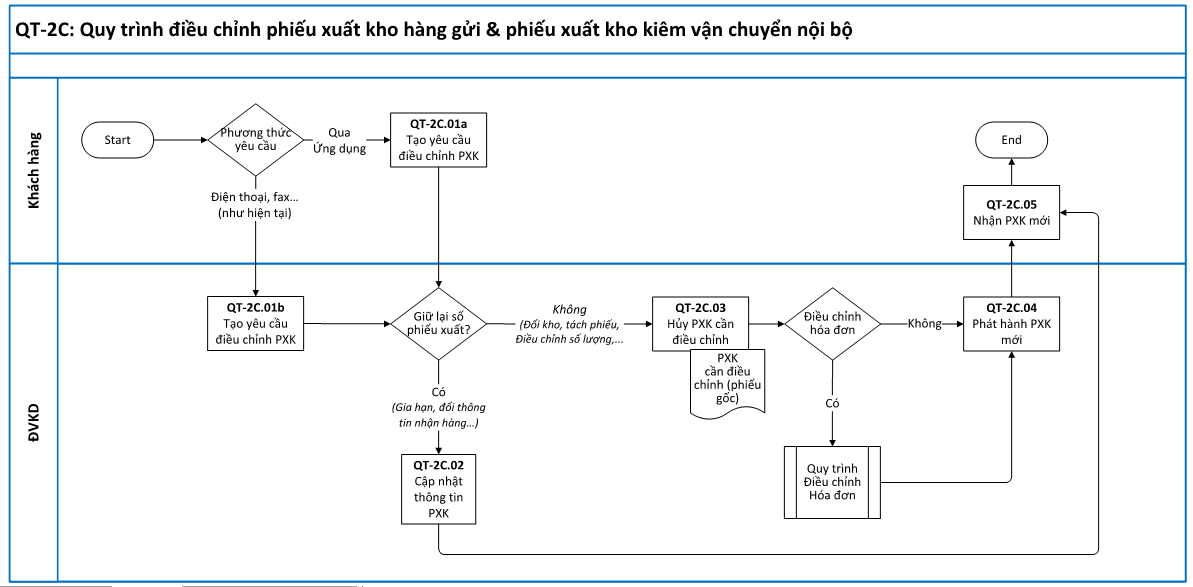 QT-2C: Quy trình điều chỉnh phiếu xuất kho hàng gửi & phiếu xuất kho kiêm vận chuyển nội bộ
Khách hàng
Start
Phương thức
yêu cầu
Qua
Ứng dụng
QT-2C.01a
Tạo yêu cầu
điều chỉnh PXK
End
Điện thoại, fax...
(như hiện tại)
QT-2C.05
Nhận PXK mới
ĐVKD
QT-2C.01b
Tạo yêu cầu
điều chỉnh PXK
Giữ lại số
phiếu xuất?
Không
(Đổi kho, tách phiếu,
Điều chỉnh số lượng,...
QT-2C.03
Hủy PXK cần
điều chỉnh
PXK
cần điều
chỉnh (phiếu
gốc)
Điều chỉnh
hóa đơn
Không
QT-2C.04
Phát hành PXK
mới
Có
(Gia hạn, đổi thông
tin nhận hàng...)
Có
QT-2C.02
Cập nhật
thông tin
PXK
Quy trình
Điều chỉnh
Hóa đơn